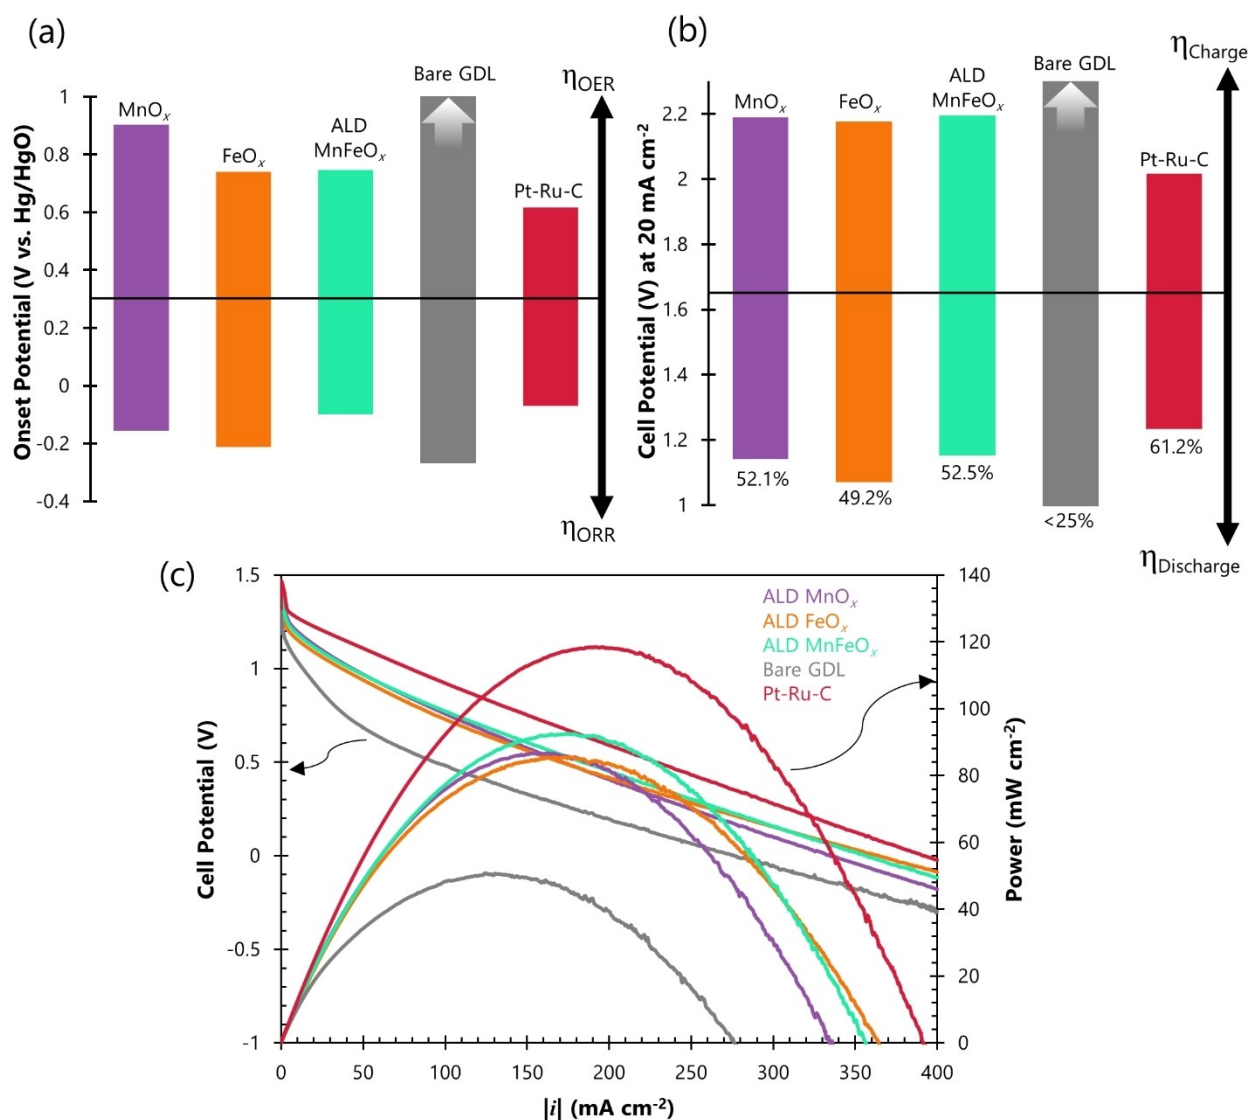 (a)
Onset Potential (V vs. Hg/HgO)
1
0.8
0.6
0.4
0.2
0
-0.2
-0.4
MnOₓ
FeOₓ
ALD
MnFeOₓ
Bare GDL
Pt-Ru-C
ηOER
ηORR
(b)
Cell Potential (V) at 20 mA cm⁻²
2.2
2
1.8
1.6
1.4
1.2
1
MnOₓ
FeOₓ
ALD
MnFeOₓ
Bare GDL
Pt-Ru-C
52.1%
49.2%
52.5%
<25%
61.2%
ηCharge
ηDischarge
(c)
Cell Potential (V)
1.5
1
0.5
0
-0.5
-1
ALD MnOₓ
ALD FeOₓ
ALD MnFeOₓ
Bare GDL
Pt-Ru-C
140
120
100
80
60
40
20
0
Power (mW cm⁻²)
0 50 100 150 200 250 300 350 400
|i| (mA cm⁻²)